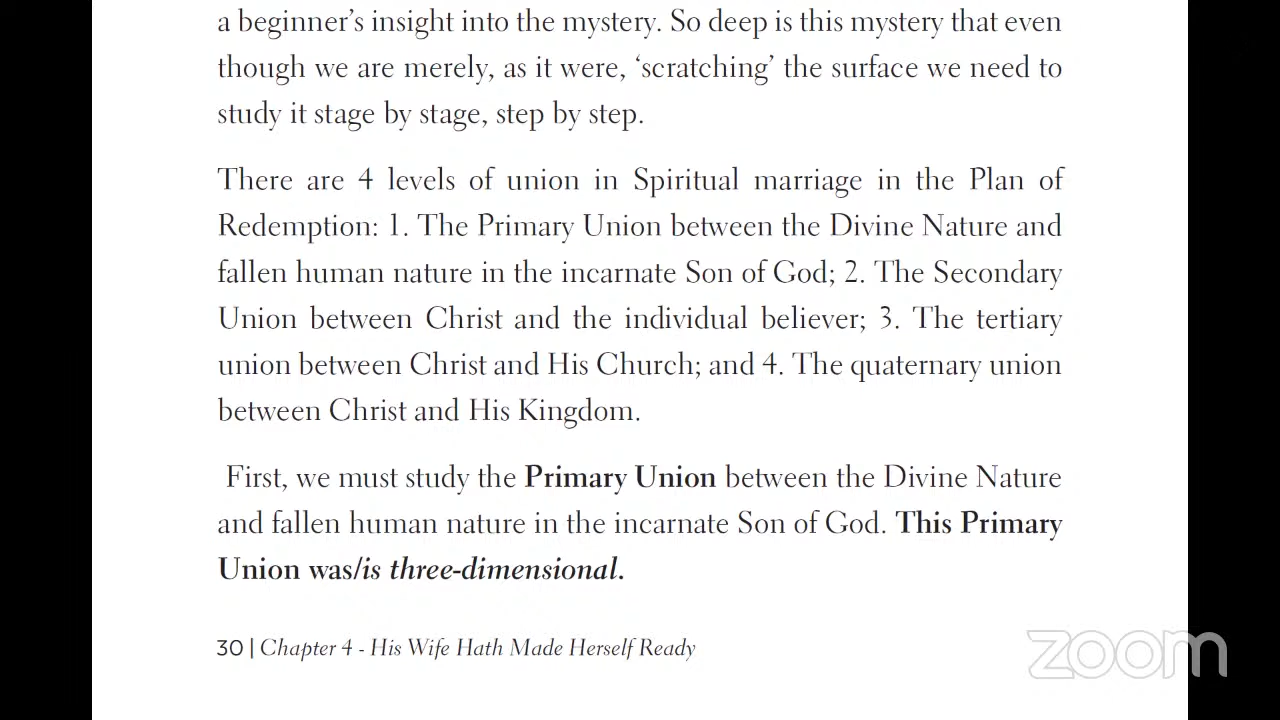 a beginner’s insight into the mystery. So deep is this mystery that even
though we are merely, as it were, ‘scratching’ the surface we need to
study it stage by stage, step by step.
There are 4 levels of union in Spiritual marriage in the Plan of
Redemption: 1. The Primary Union between the Divine Nature and
fallen human nature in the incarnate Son of God; 2. The Secondary
Union between Christ and the individual believer; 3. The tertiary
union between Christ and His Church; and 4. The quaternary union
between Christ and His Kingdom.
First, we must study the Primary Union between the Divine Nature
and fallen human nature in the incarnate Son of God. This Primary
Union was/is three-dimensional.
30 | Chapter 4 - His Wife Hath Made Herself Ready
zoom